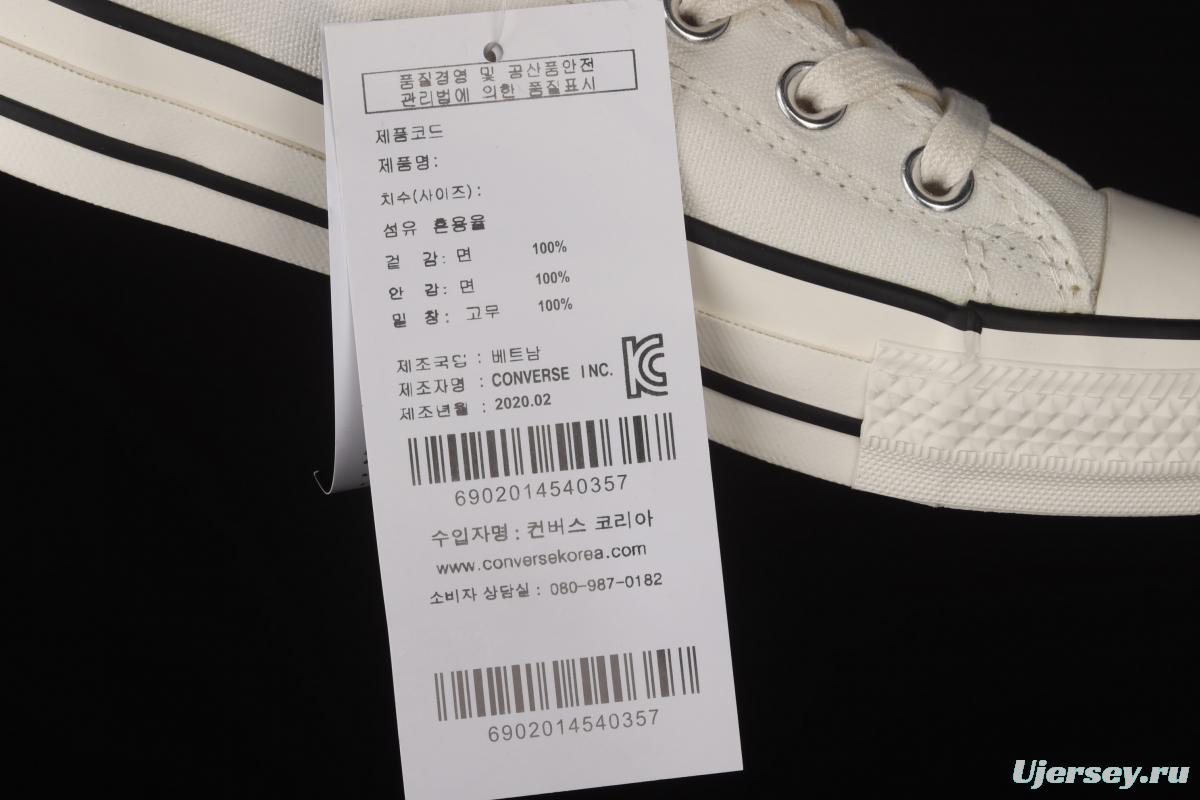 품질경영 및 공산품안전
관리법에 의한 품질표시
제품코드
제품명:
치수(사이즈):
섬유 혼용율
겉 감: 면 100%
안 감: 면 100%
밑 창: 고무 100%
제조국입 : 베트남
제조자명 : CONVERSE INC.
제조년월 : 2020.02
6902014540357
수입자명: 컨버스 코리아
www.conversekorea.com
소비자 상담실 : 080-987-0182
6902014540357
Ujersey.ru